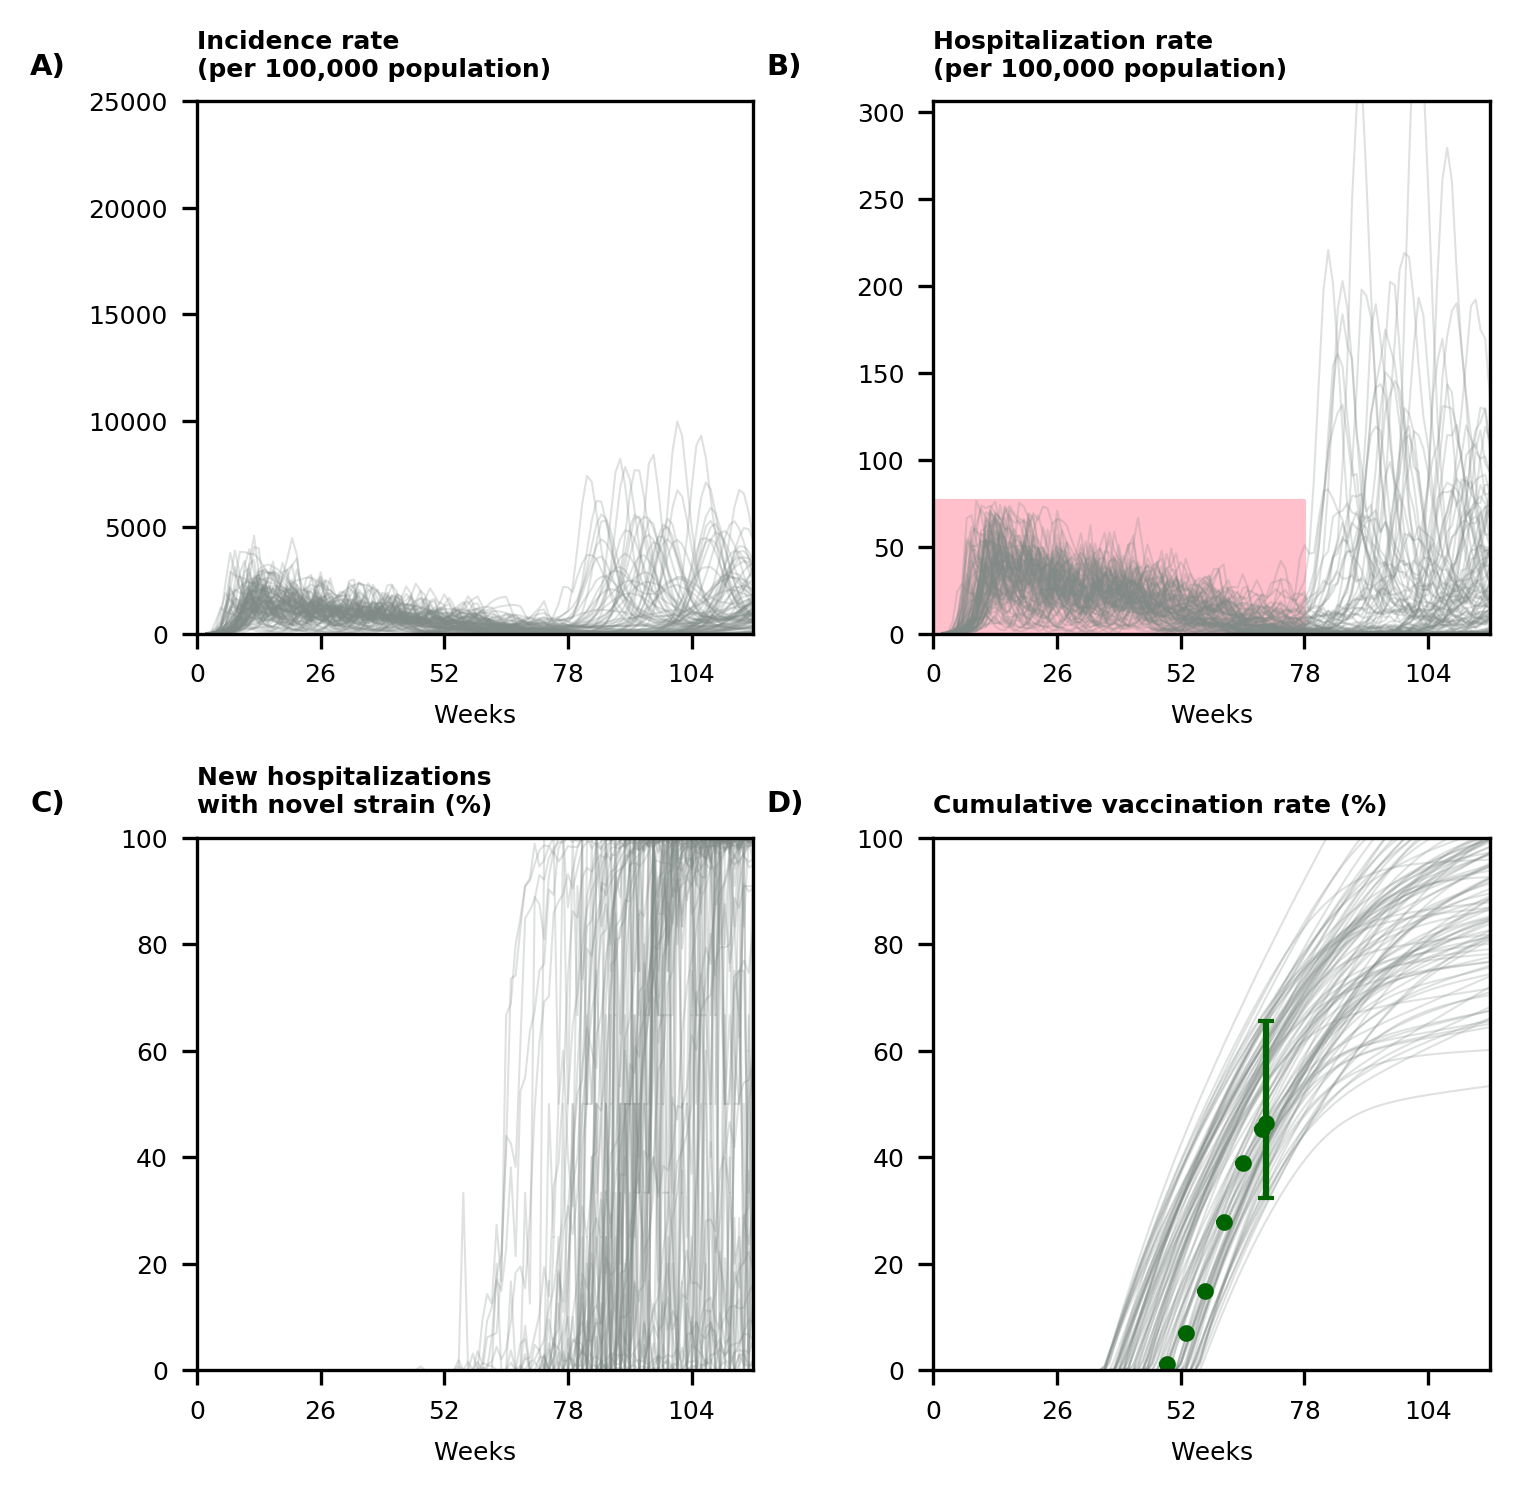 A)
Incidence rate
(per 100,000 population)
25000
20000
15000
10000
5000
0
0 26 52 78 104
Weeks
B)
Hospitalization rate
(per 100,000 population)
300
250
200
150
100
50
0
0 26 52 78 104
Weeks
C)
New hospitalizations
with novel strain (%)
100
80
60
40
20
0
0 26 52 78 104
Weeks
D)
Cumulative vaccination rate (%)
100
80
60
40
20
0
0 26 52 78 104
Weeks